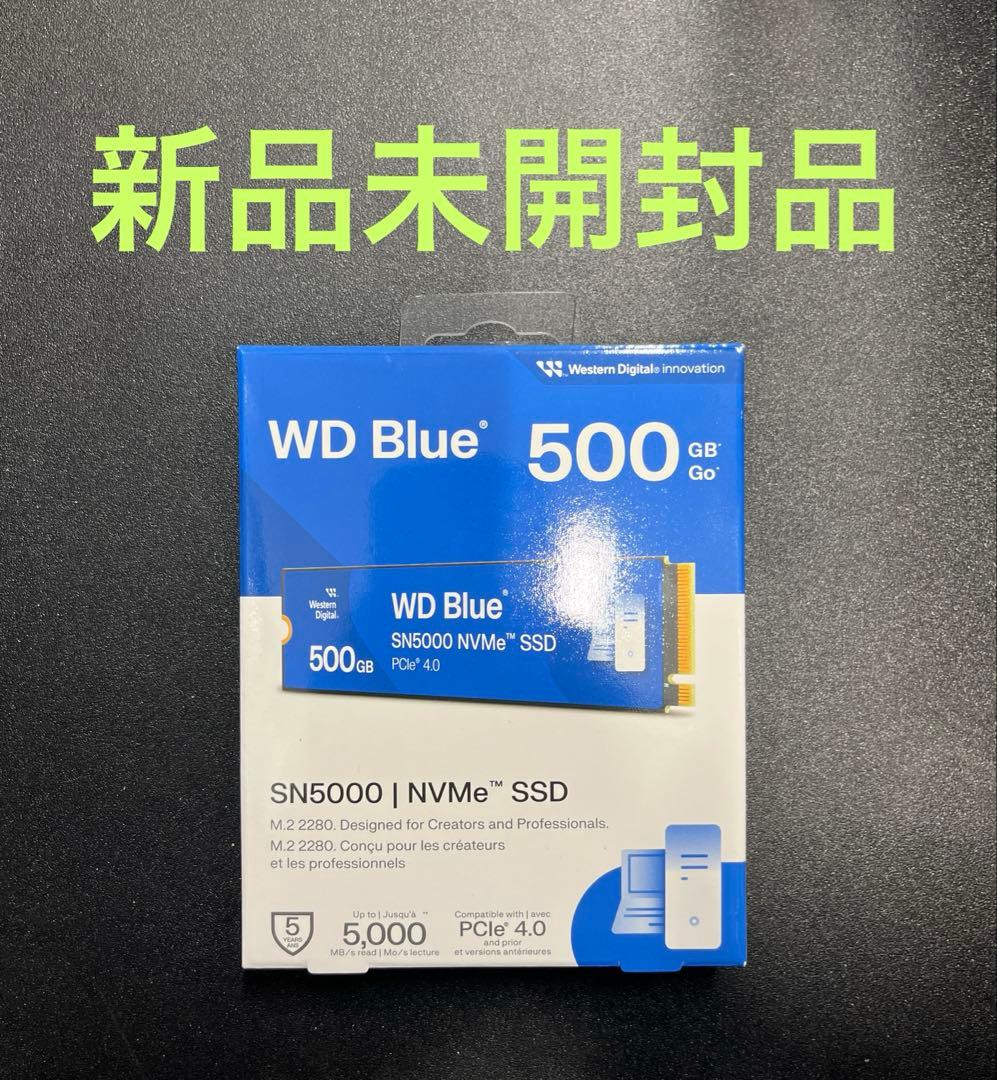 新品未開封品
Western Digital® innovation
WD Blue®
500 GB*
Go*
Western
Digital®
WD Blue®
SN5000 NVMe™ SSD
500GB
PCIe® 4.0
SN5000 | NVMe™ SSD
M.2 2280. Designed for Creators and Professionals.
M.2 2280. Conçu pour les créateurs
et les professionnels
5
YEARS
ANS
Up to | Jusqu'à **
5,000
MB/s read | Mo/s lecture
Compatible with | avec
PCIe® 4.0
and prior
et versions antérieures